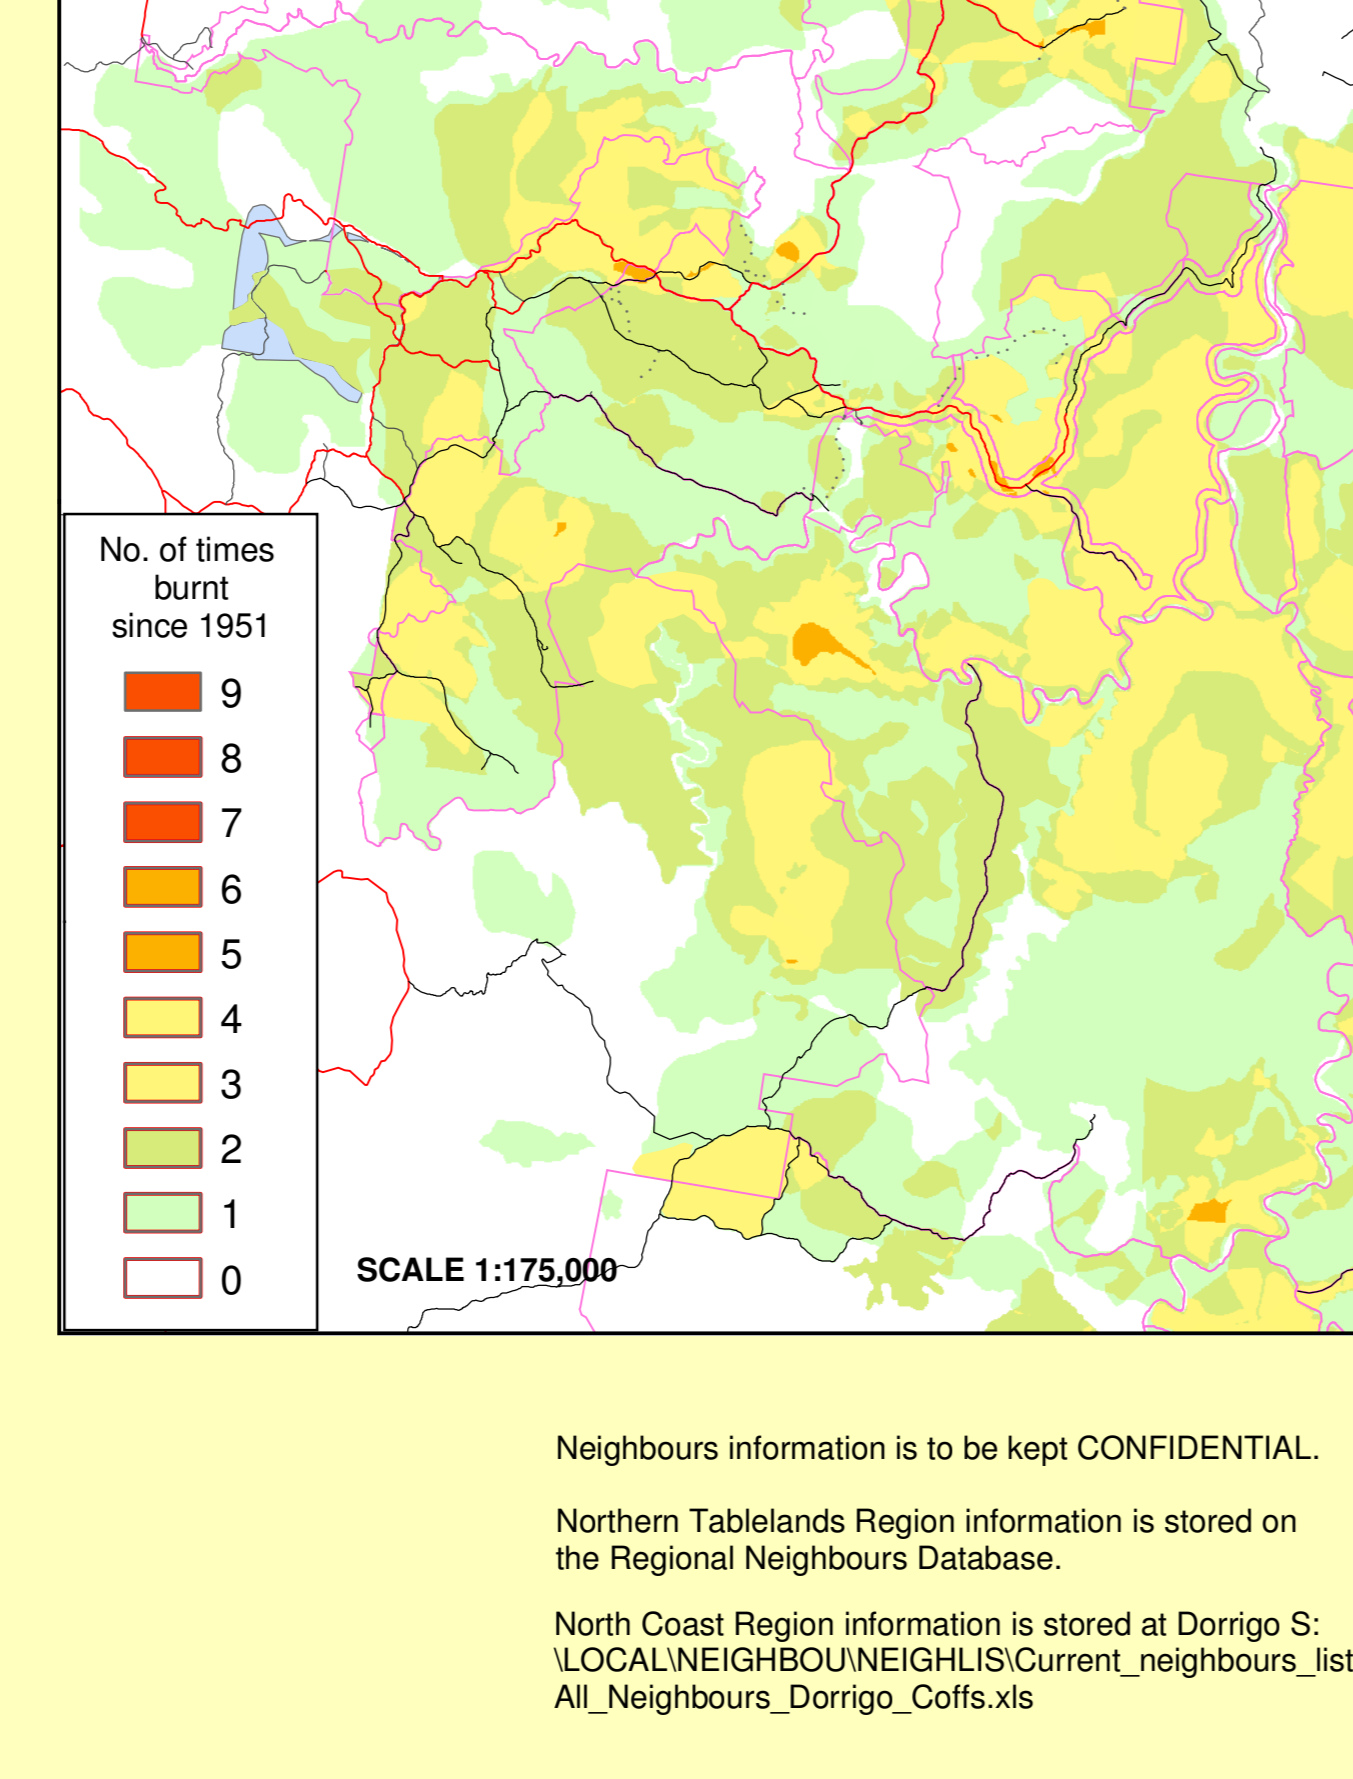 No. of times
burnt
since 1951
9
8
7
6
5
4
3
2
1
0
SCALE 1:175,000
Neighbours information is to be kept CONFIDENTIAL.
Northern Tablelands Region information is stored on
the Regional Neighbours Database.
North Coast Region information is stored at Dorrigo S:
\LOCAL\NEIGHBOU\NEIGHLIS\Current_neighbours_list
All_Neighbours_Dorrigo_Coffs.xls